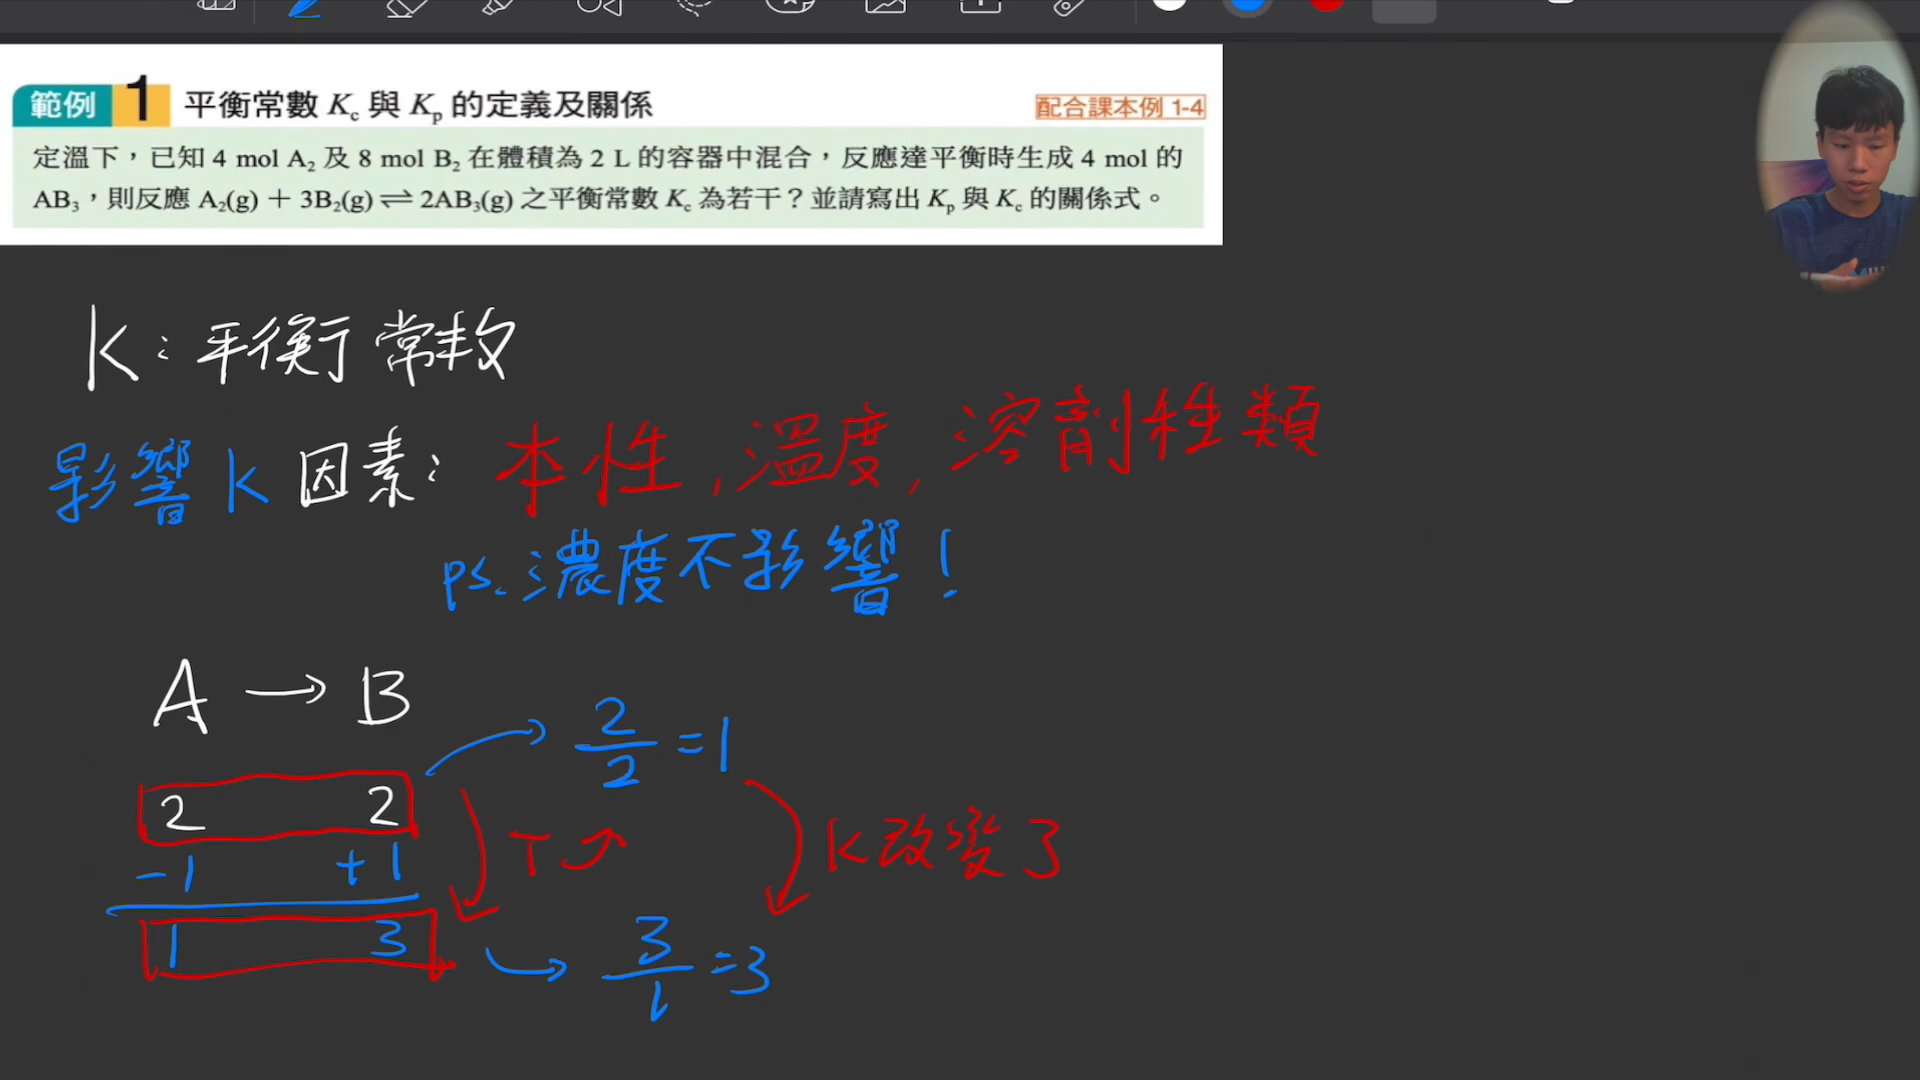 範例 1 平衡常數 Kc 與 Kp 的定義及關係 配合課本例 1-4
定溫下，已知 4 mol A₂ 及 8 mol B₂ 在體積為 2 L 的容器中混合，反應達平衡時生成 4 mol 的
AB₃，則反應 A₂(g) + 3B₂(g) ⇌ 2AB₃(g) 之平衡常數 Kc 為若干？並請寫出 Kp 與 Kc 的關係式。
K：平衡常数
影響 K 因素： 本性, 溫度, 溶劑種類
ps. 濃度不影響！
A → B
2/2 = 1
2 2
-1 +1
T↗
K改變了
1 3
3/1 = 3